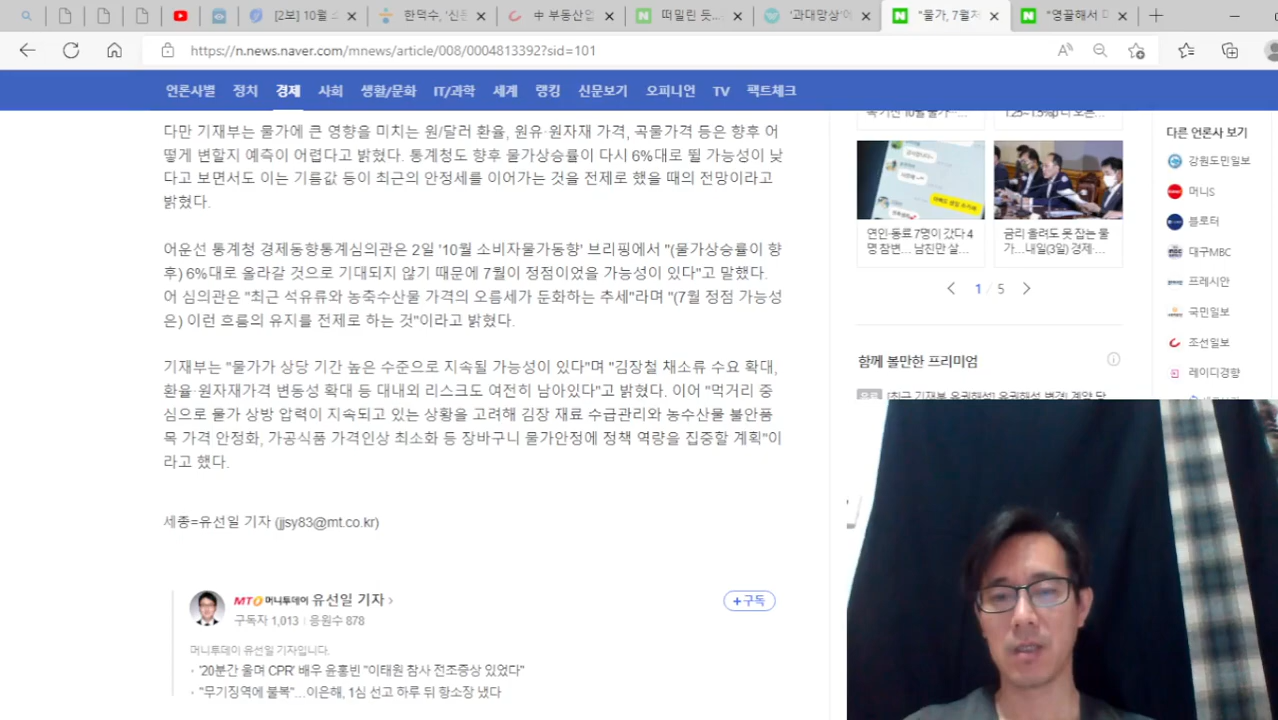 [2보] 10월 
한덕수, '신
中 부동산업
떠밀린 듯...
'과대망상'
"물가, 7월
"영끌해서
https://n.news.naver.com/mnews/article/008/0004813392?sid=101
언론사별 정치 경제 사회 생활/문화 IT/과학 세계 랭킹 신문보기 오피니언 TV 팩트체크
다만 기재부는 물가에 큰 영향을 미치는 원/달러 환율, 원유·원자재 가격, 곡물가격 등은 향후 어
떻게 변할지 예측이 어렵다고 밝혔다. 통계청도 향후 물가상승률이 다시 6%대로 뛸 가능성이 낮
다고 보면서도 이는 기름값 등이 최근의 안정세를 이어가는 것을 전제로 했을 때의 전망이라고
밝혔다.
어운선 통계청 경제동향통계심의관은 2일 '10월 소비자물가동향' 브리핑에서 "(물가상승률이 향
후) 6%대로 올라갈 것으로 기대되지 않기 때문에 7월이 정점이었을 가능성이 있다"고 말했다.
어 심의관은 "최근 석유류와 농축수산물 가격의 오름세가 둔화하는 추세"라며 "(7월 정점 가능성
은) 이런 흐름의 유지를 전제로 하는 것"이라고 밝혔다.
기재부는 "물가가 상당 기간 높은 수준으로 지속될 가능성이 있다"며 "김장철 채소류 수요 확대,
환율·원자재가격 변동성 확대 등 대내외 리스크도 여전히 남아있다"고 밝혔다. 이어 "먹거리 중
심으로 물가 상방 압력이 지속되고 있는 상황을 고려해 김장 재료 수급관리와 농수산물 불안품
목 가격 안정화, 가공식품 가격인상 최소화 등 장바구니 물가안정에 정책 역량을 집중할 계획"이
라고 했다.
세종=유선일 기자 (jjsy83@mt.co.kr)
MT 머니투데이 유선일 기자
+구독
구독자 1,013 응원수 878
머니투데이 유선일 기자입니다.
· '20분간 울며 CPR' 배우 윤홍빈 "이태원 참사 전조증상 있었다"
· "무기징역에 불복"…이은해, 1심 선고 하루 뒤 항소장 냈다
연인·동료 7명이 갔다 4
명 참변... 남친만 살...
금리 올려도 못 잡는 물
가...내일(3일) 경제...
1 / 5
함께 볼만한 프리미엄
다른 언론사 보기
강원도민일보
머니S
블로터
대구MBC
프레시안
국민일보
조선일보
레이디경향